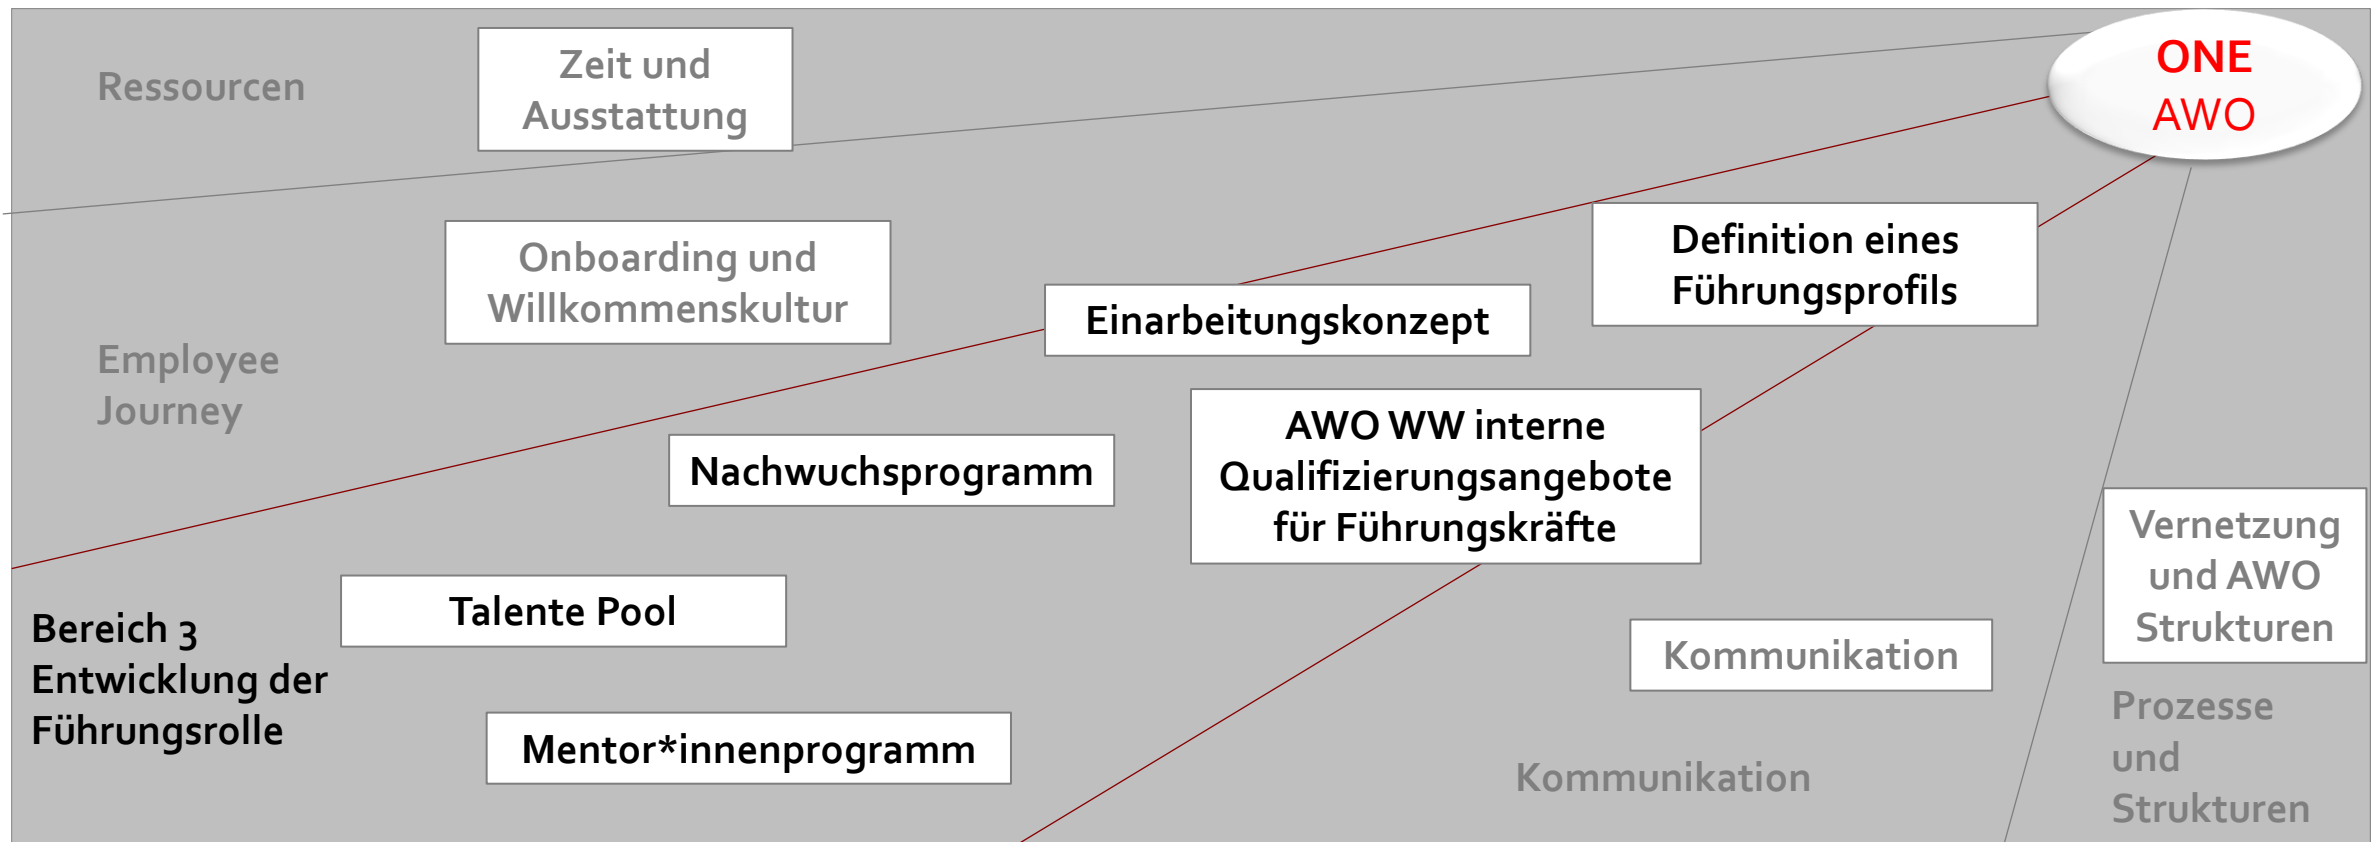 Ressourcen
Zeit und
Ausstattung
ONE
AWO
Employee
Journey
Onboarding und
Willkommenskultur
Bereich 3
Entwicklung der
Führungsrolle
Definition eines
Führungsprofils
Einarbeitungskonzept
AWO WW interne
Qualifizierungsangebote
für Führungskräfte
Nachwuchsprogramm
Talente Pool
Mentor*innenprogramm
Kommunikation
Kommunikation
Vernetzung
und AWO
Strukturen
Prozesse
und
Strukturen